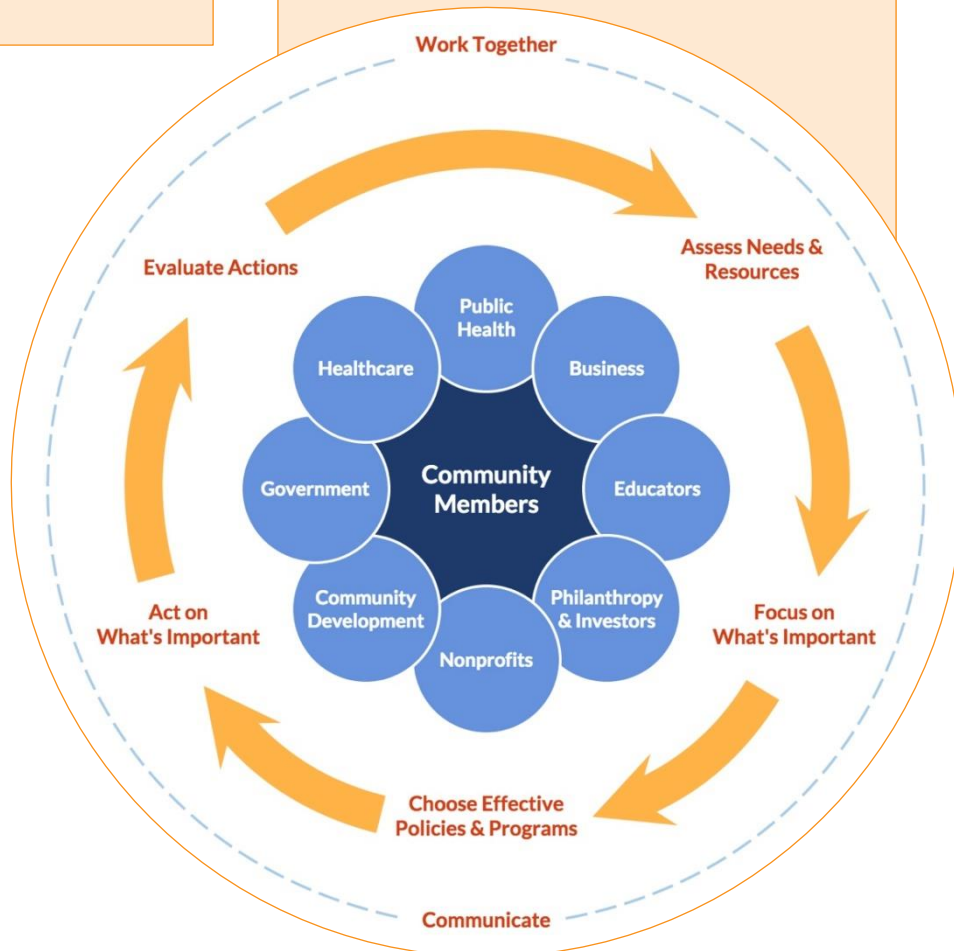 Work Together
Assess Needs &
Resources
Focus on
What's Important
Choose Effective
Policies & Programs
Act on
What's Important
Evaluate Actions
Communicate
Public
Health
Business
Educators
Philanthropy
& Investors
Nonprofits
Community
Development
Government
Healthcare
Community
Members